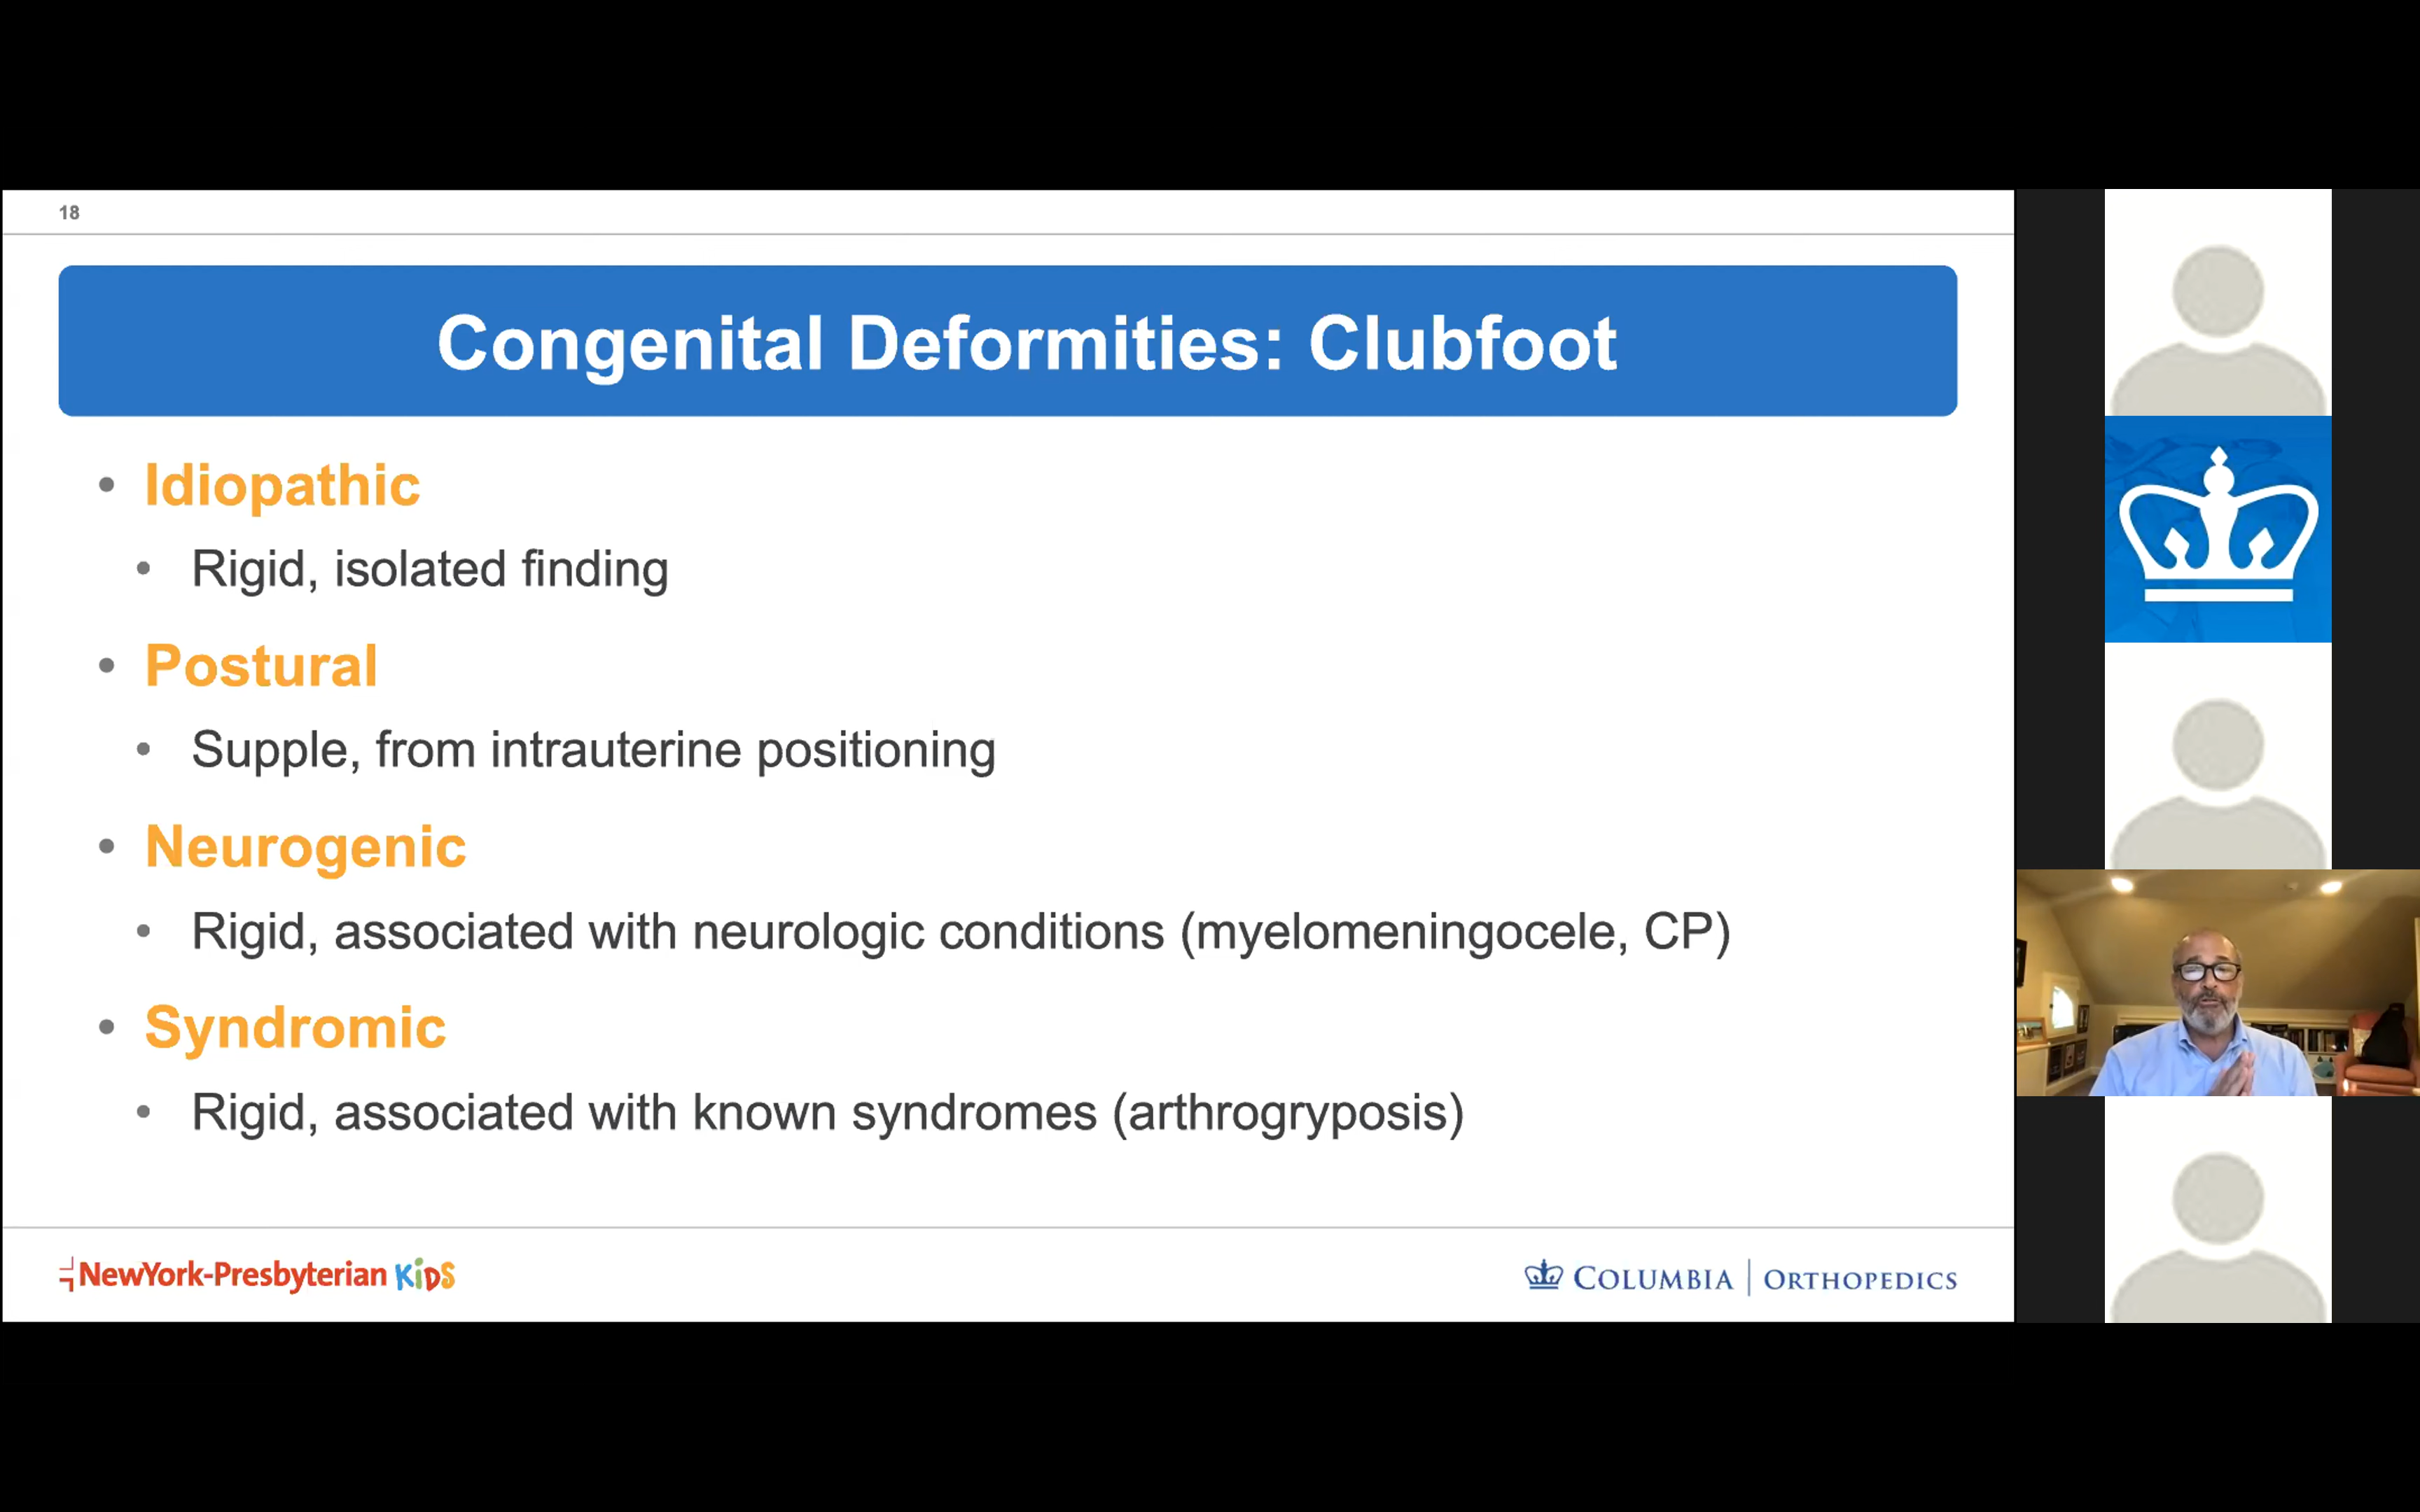 18
Congenital Deformities: Clubfoot
• Idiopathic
• Rigid, isolated finding
• Postural
• Supple, from intrauterine positioning
• Neurogenic
• Rigid, associated with neurologic conditions (myelomeningocele, CP)
• Syndromic
• Rigid, associated with known syndromes (arthrogryposis)
NewYork-Presbyterian KiDS
COLUMBIA | ORTHOPEDICS